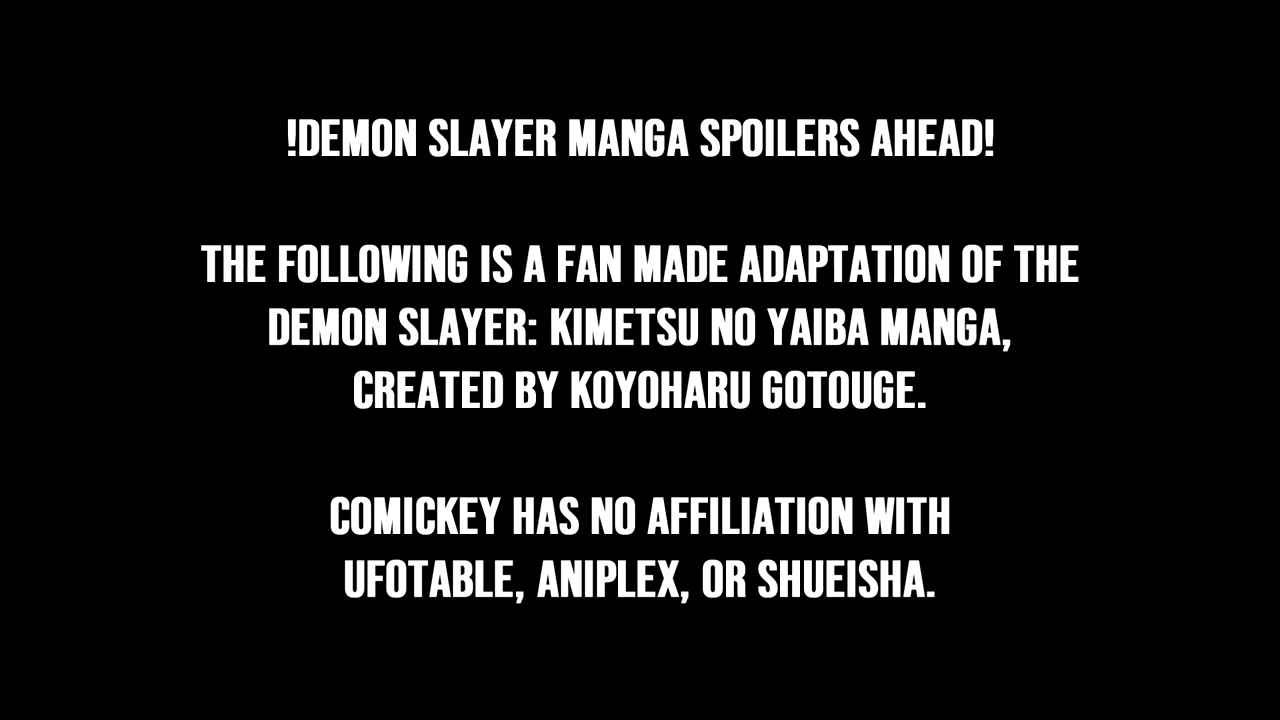 !DEMON SLAYER MANGA SPOILERS AHEAD!
THE FOLLOWING IS A FAN MADE ADAPTATION OF THE
DEMON SLAYER: KIMETSU NO YAIBA MANGA,
CREATED BY KOYOHARU GOTOUGE.
COMICKEY HAS NO AFFILIATION WITH
UFOTABLE, ANIPLEX, OR SHUEISHA.